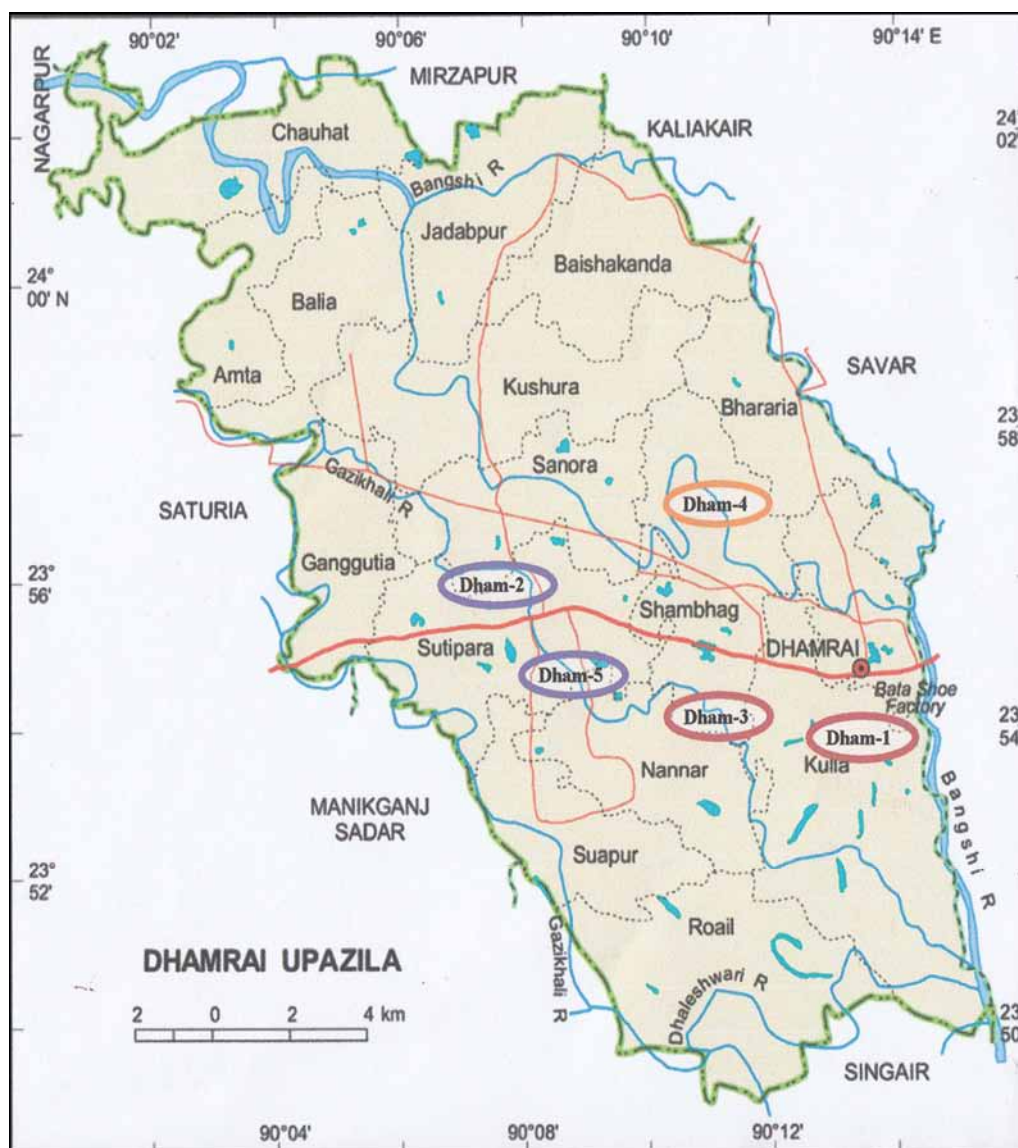 90°02'
90°06'
90°10'
90°14' E
NAGARPUR
MIRZAPUR
KALIAKAIR
24°
02'
Chauhat
Bangshi R
Jadabpur
Baishakanda
24°
00' N
Balia
Amta
Kushura
Bhararia
SAVAR
23
58
Sanora
Gazikhali R
SATURIA
Dham-4
Ganggutia
23°
56'
Dham-2
Shambhag
Sutipara
DHAMRAI
Dham-5
Bata Shoe
Factory
Dham-3
23
54
Dham-1
Nannar
Kulla
MANIKGANJ
SADAR
Bangshi R
Suapur
23°
52'
Roail
DHAMRAI UPAZILA
Gazikhali R
Dhaleshwari R
2 0 2 4 km
23
50
SINGAIR
90°04'
90°08'
90°12'